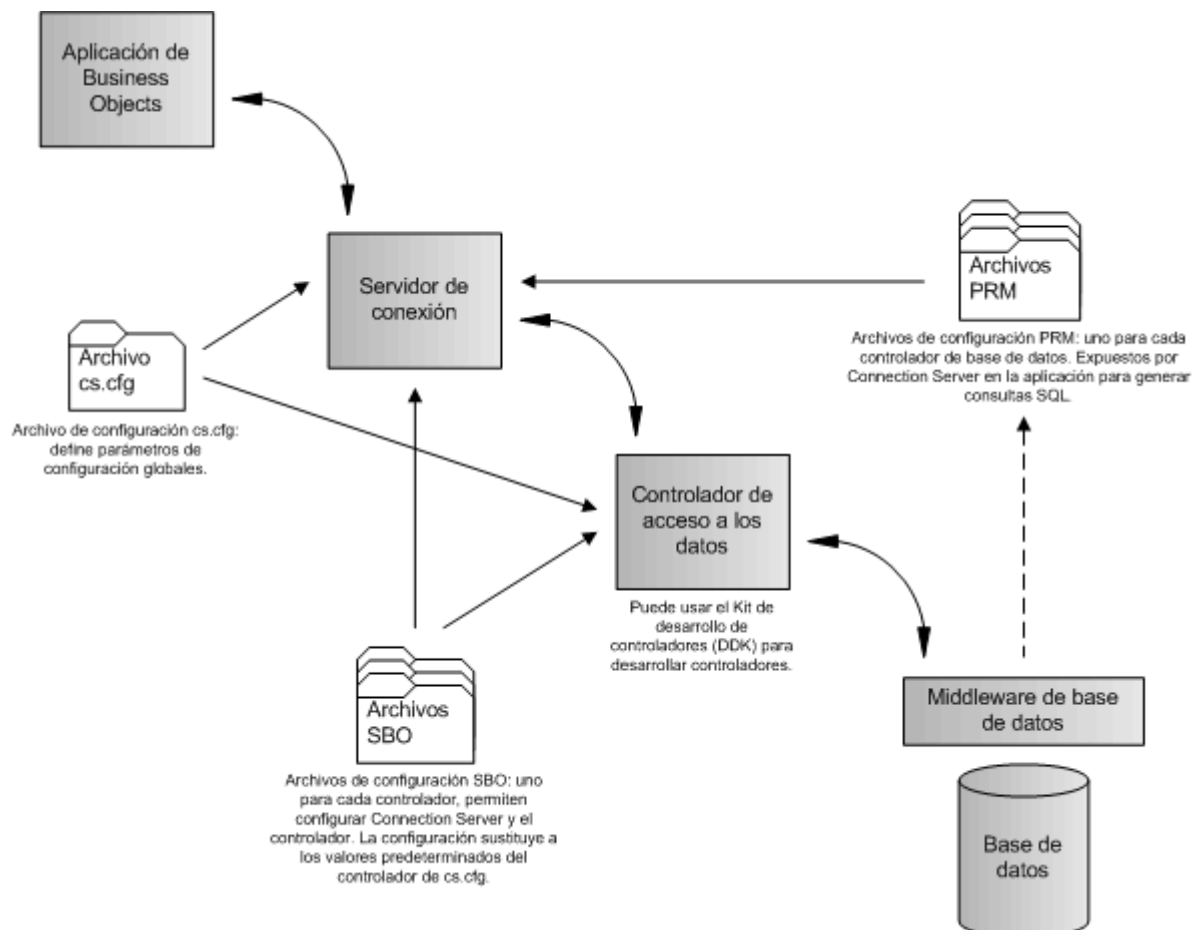 Aplicación de
Business
Objects
Servidor de
conexión
Archivos
PRM
Archivos de configuración PRM: uno para cada
controlador de base de datos. Expuestos por
Connection Server en la aplicación para generar
consultas SQL.
Archivo
cs.cfg
Archivo de configuración cs.cfg:
define parámetros de
configuración globales.
Controlador de
acceso a los
datos
Puede usar el Kit de
desarrollo de
controladores (DDK) para
desarrollar controladores.
Archivos
SBO
Archivos de configuración SBO: uno
para cada controlador, permiten
configurar Connection Server y el
controlador. La configuración sustituye a
los valores predeterminados del
controlador de cs.cfg.
Middleware de base
de datos
Base de
datos